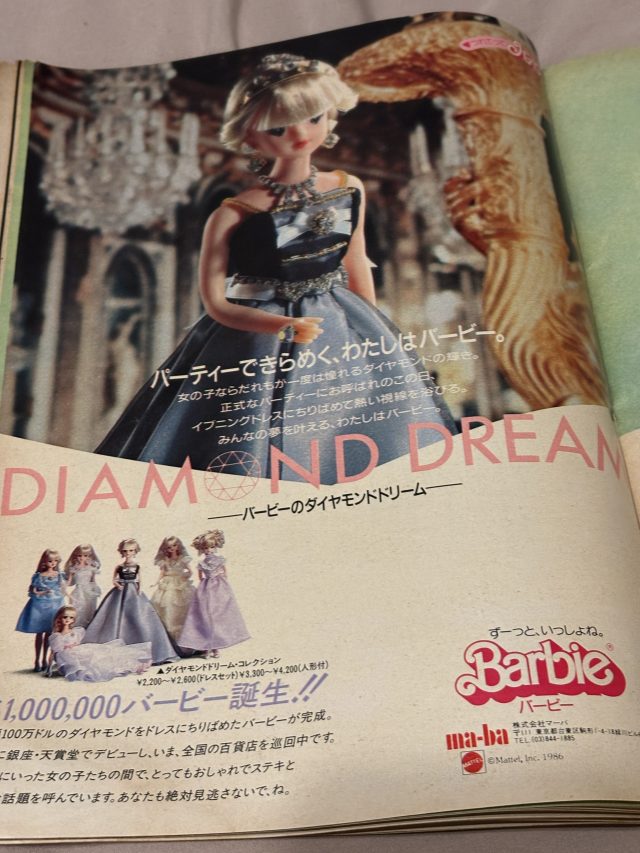 パーティーできらめく、わたしはバービー。
女の子ならだれもが一度は憧れるダイヤモンドの輝き。
正式なパーティーにお呼ばれのこの日、
イブニングドレスにちりばめて熱い視線を浴びる。
みんなの夢を叶える、わたしはバービー。
DIAMOND DREAM
バービーのダイヤモンドドリーム
▲ダイヤモンドドリーム・コレクション
¥2,200〜¥2,600(ドレスセット)¥3,300〜¥4,200(人形付)
1,000,000バービー誕生!!
100万ドルのダイヤモンドをドレスにちりばめたバービーが完成。
に銀座・天賞堂でデビューし、いま、全国の百貨店を巡回中です。
にいった女の子たちの間で、とってもおしゃれでステキと
話題を呼んでいます。あなたも絶対見逃さないで、ね。
ずーっと、いっしょね。
Barbie®
バービー
ma-ba
株式会社マーバ
〒111 東京都台東区駒形
TEL.(03)844-1885
MATTEL
©Mattel, Inc. 1986